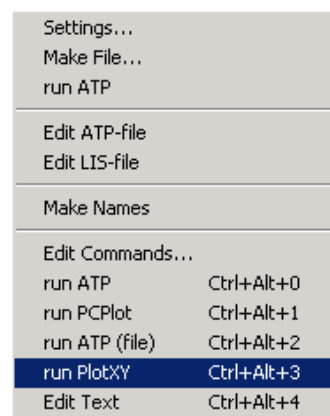 Settings...
Make File...
run ATP
Edit ATP-file
Edit LIS-file
Make Names
Edit Commands...
run ATP Ctrl+Alt+0
run PCPlot Ctrl+Alt+1
run ATP (file) Ctrl+Alt+2
run PlotXY Ctrl+Alt+3
Edit Text Ctrl+Alt+4